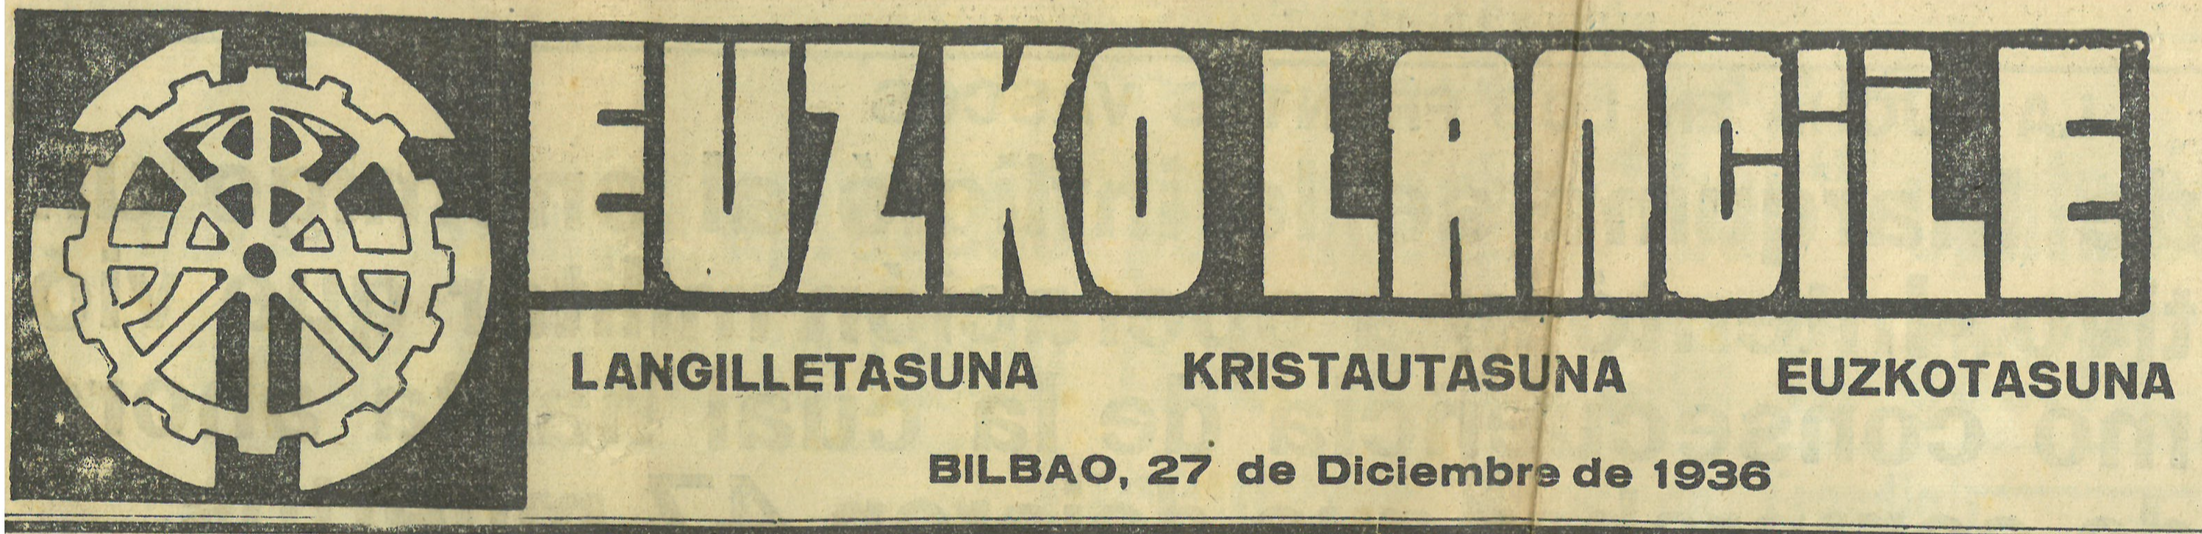 EUZKO LANGiLE
LANGILLETASUNA KRISTAUTASUNA EUZKOTASUNA
BILBAO, 27 de Diciembre de 1936